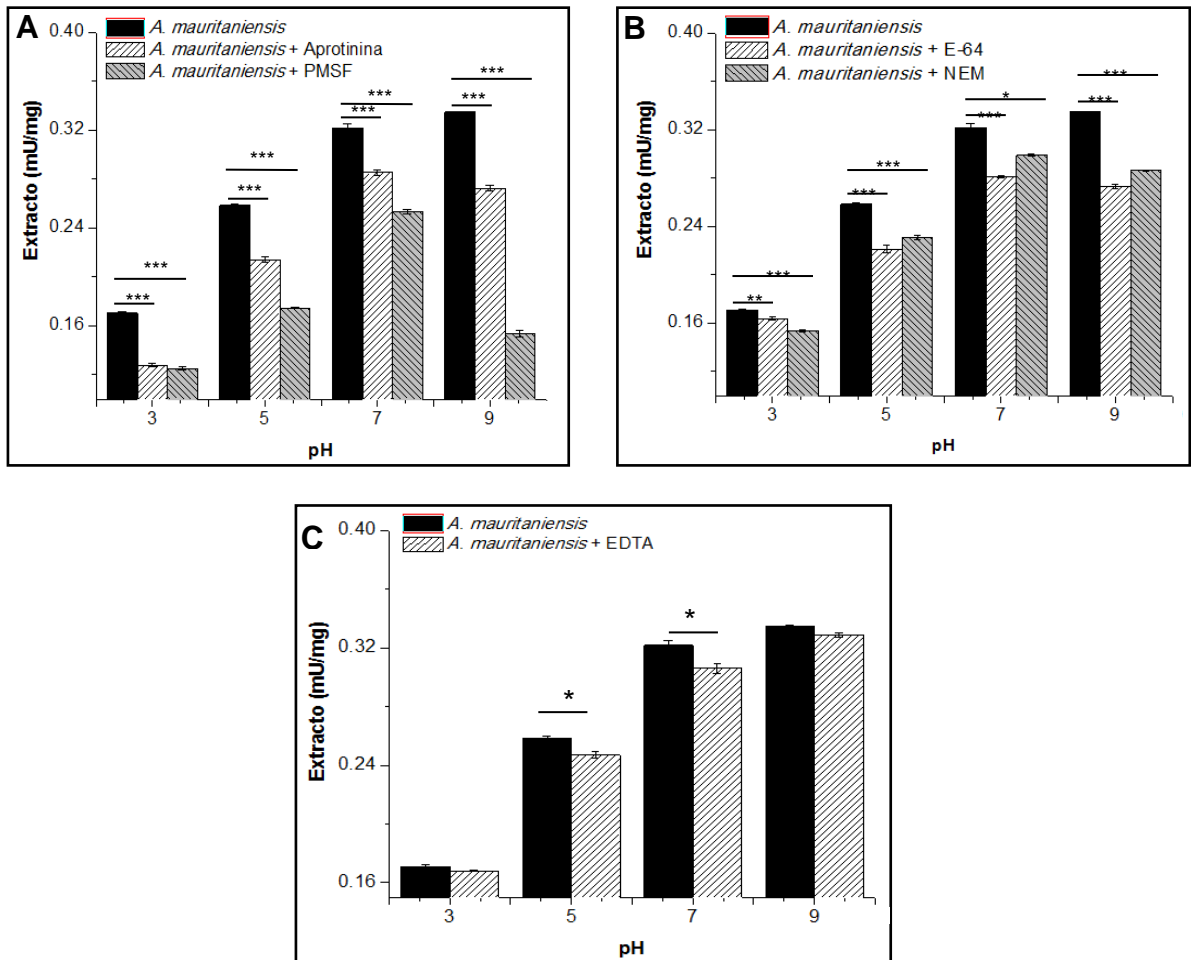 A
A. mauritaniensis
A. mauritaniensis + Aprotinina
A. mauritaniensis + PMSF
Extracto (mU/mg)
0.40
0.32
0.24
0.16
***
***
***
***
***
***
***
***
3
5
7
9
pH
B
A. mauritaniensis
A. mauritaniensis + E-64
A. mauritaniensis + NEM
Extracto (mU/mg)
0.40
0.32
0.24
0.16
***
**
***
***
*
***
***
***
3
5
7
9
pH
C
A. mauritaniensis
A. mauritaniensis + EDTA
Extracto (mU/mg)
0.40
0.32
0.24
0.16
*
*
3
5
7
9
pH